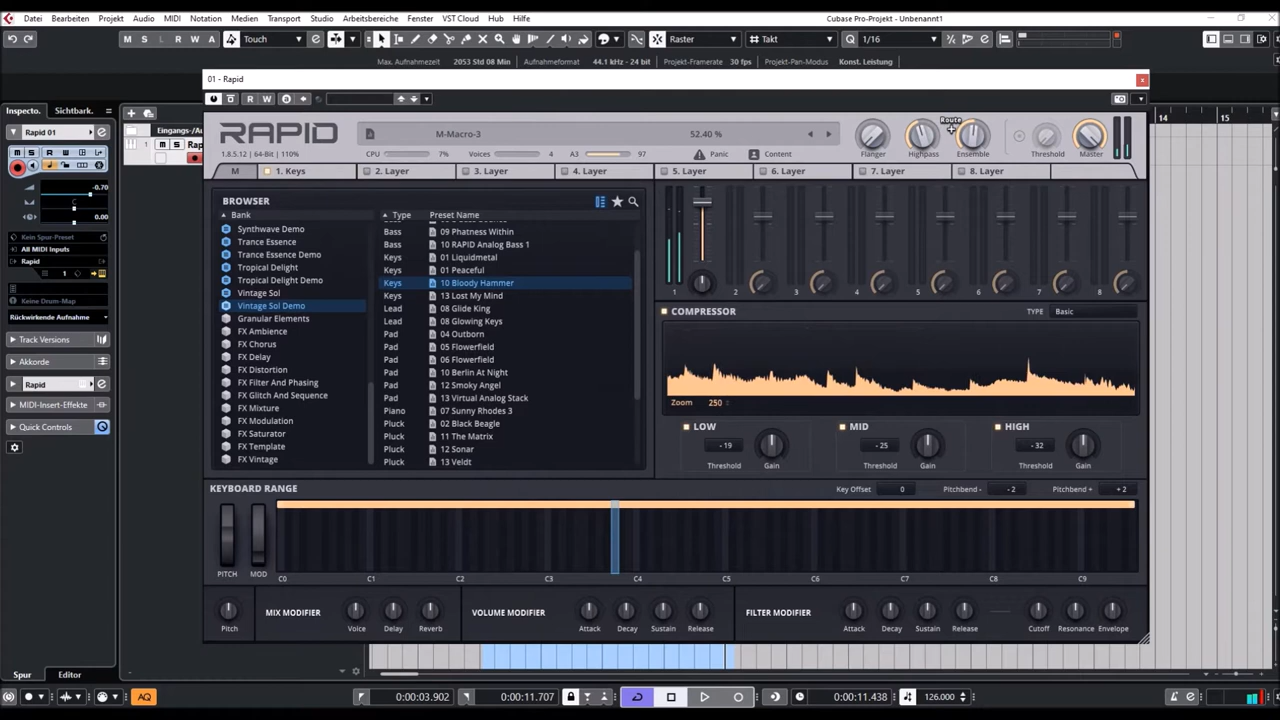 Datei Bearbeiten Projekt Audio MIDI Notation Medien Transport Studio Arbeitsbereiche Fenster VST Cloud Hub Hilfe
Cubase Pro-Projekt - Unbenannt1
M S L R W A Touch Raster Takt Q 1/16
Max. Aufnahmezeit 2053 Std 08 Min Aufnahmeformat 44.1 kHz - 24 bit Projekt-Framerate 30 fps Projekt-Pan-Modus Konst. Leistung
01 - Rapid
R W
Inspecto. Sichtbark.
Rapid 01
-0.70
0.00
Kein Spur-Preset
All MIDI Inputs
Rapid
1
Keine Drum-Map
Rückwirkende Aufnahme
Track Versions
Akkorde
Rapid
MIDI-Insert-Effekte
Quick Controls
Eingangs-/Au
1 M S Rap
14 15
RAPID
M-Macro-3 52.40 %
1.8.5.12 | 64-Bit | 110% CPU 7% Voices 4 A3 97 Panic Content
Route
Flanger Highpass Ensemble Threshold Master
M 1. Keys 2. Layer 3. Layer 4. Layer 5. Layer 6. Layer 7. Layer 8. Layer
BROWSER
Bank Type Preset Name
Synthwave Demo
Trance Essence
Trance Essence Demo
Tropical Delight
Tropical Delight Demo
Vintage Sol
Vintage Sol Demo
Granular Elements
FX Ambience
FX Chorus
FX Delay
FX Distortion
FX Filter And Phasing
FX Glitch And Sequence
FX Mixture
FX Modulation
FX Saturator
FX Template
FX Vintage
Bass 09 Phatness Within
Bass 10 RAPID Analog Bass 1
Keys 01 Liquidmetal
Keys 01 Peaceful
Keys 10 Bloody Hammer
Keys 13 Lost My Mind
Lead 08 Glide King
Lead 08 Glowing Keys
Pad 04 Outborn
Pad 05 Flowerfield
Pad 06 Flowerfield
Pad 10 Berlin At Night
Pad 12 Smoky Angel
Pad 13 Virtual Analog Stack
Piano 07 Sunny Rhodes 3
Pluck 02 Black Beagle
Pluck 11 The Matrix
Pluck 12 Sonar
Pluck 13 Veldt
1 2 3 4 5 6 7 8
COMPRESSOR TYPE Basic
Zoom 250
LOW MID HIGH
-19 -25 -32
Threshold Gain Threshold Gain Threshold Gain
KEYBOARD RANGE Key Offset 0 Pitchbend - - 2 Pitchbend + + 2
PITCH MOD C0 C1 C2 C3 C4 C5 C6 C7 C8 C9
MIX MODIFIER VOLUME MODIFIER FILTER MODIFIER
Pitch Voice Delay Reverb Attack Decay Sustain Release Attack Decay Sustain Release Cutoff Resonance Envelope
Spur Editor
AQ 0:00:03.902 0:00:11.707 0:00:11.438 126.000